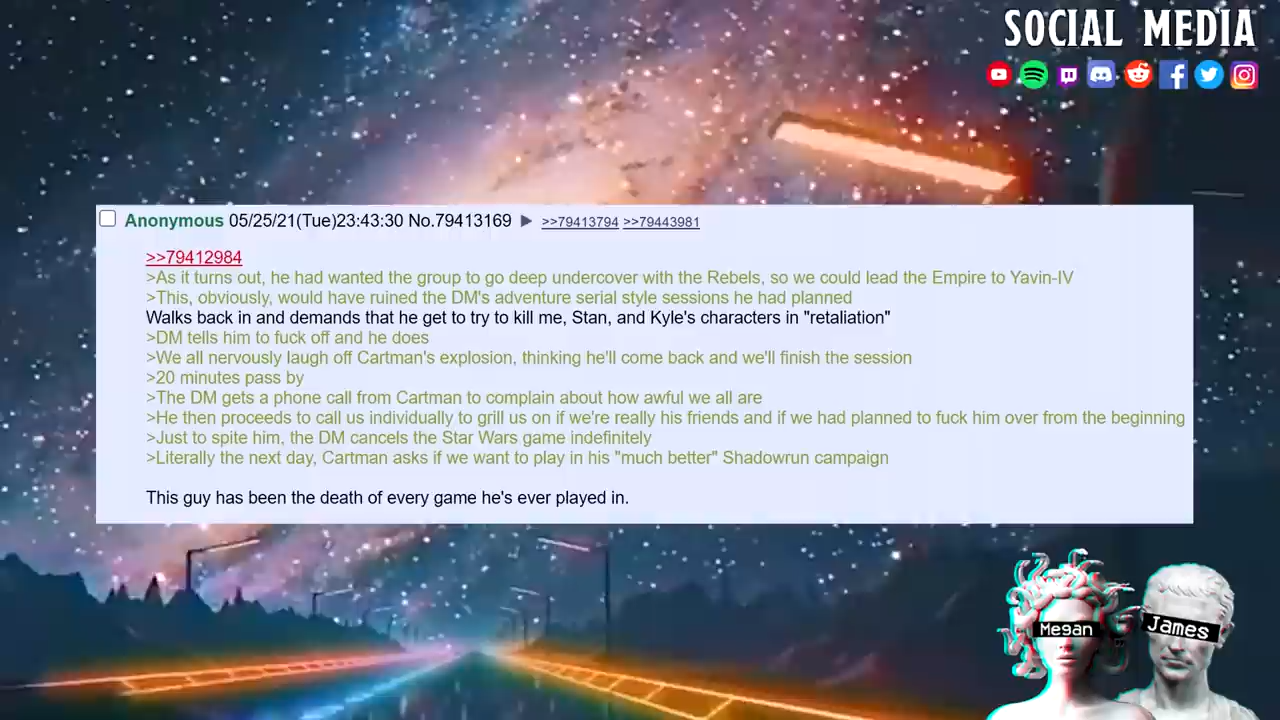 SOCIAL MEDIA
Anonymous 05/25/21(Tue)23:43:30 No.79413169 ▶ >>79413794 >>79443981
>>79412984
>As it turns out, he had wanted the group to go deep undercover with the Rebels, so we could lead the Empire to Yavin-IV
>This, obviously, would have ruined the DM's adventure serial style sessions he had planned
Walks back in and demands that he get to try to kill me, Stan, and Kyle's characters in "retaliation"
>DM tells him to fuck off and he does
>We all nervously laugh off Cartman's explosion, thinking he'll come back and we'll finish the session
>20 minutes pass by
>The DM gets a phone call from Cartman to complain about how awful we all are
>He then proceeds to call us individually to grill us on if we're really his friends and if we had planned to fuck him over from the beginning
>Just to spite him, the DM cancels the Star Wars game indefinitely
>Literally the next day, Cartman asks if we want to play in his "much better" Shadowrun campaign
This guy has been the death of every game he's ever played in.
Megan
James